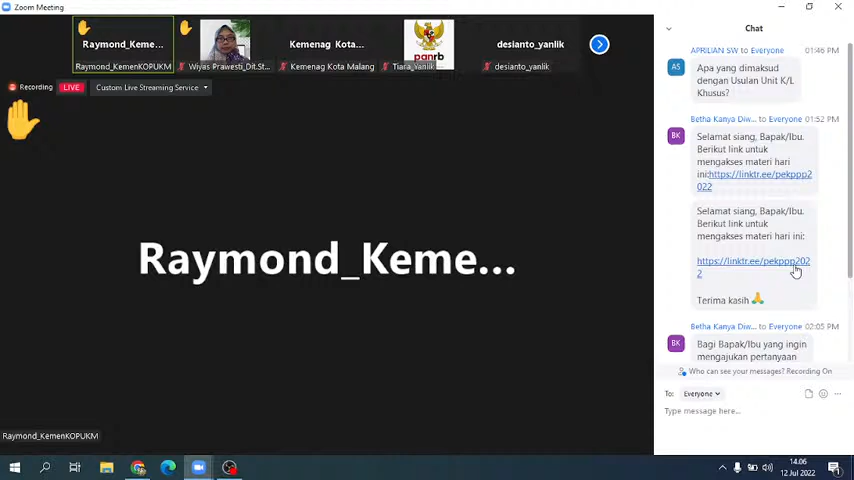 Zoom Meeting
Raymond_Keme...
Raymond_KemenKOPUKM
Wiyas Prawesti_Dit.St...
Kemenag Kota...
Kemenag Kota Malang
panrb
Tiara_Yanlik
desianto_yanlik
desianto_yanlik
Recording
LIVE
Custom Live Streaming Service
Raymond_Keme...
Raymond_KemenKOPUKM
Chat
APRILIAN SW to Everyone
01:46 PM
AS
Apa yang dimaksud
dengan Usulan Unit K/L
Khusus?
Betha Kanya Diw... to Everyone
01:52 PM
BK
Selamat siang, Bapak/Ibu.
Berikut link untuk
mengakses materi hari
ini:https://linktr.ee/pekppp2
022
Selamat siang, Bapak/Ibu.
Berikut link untuk
mengakses materi hari ini:
https://linktr.ee/pekppp202
2
Terima kasih
Betha Kanya Diw... to Everyone
02:05 PM
BK
Bagi Bapak/Ibu yang ingin
mengajukan pertanyaan
Who can see your messages? Recording On
To:
Everyone
Type message here...
14.06
12 Jul 2022
1